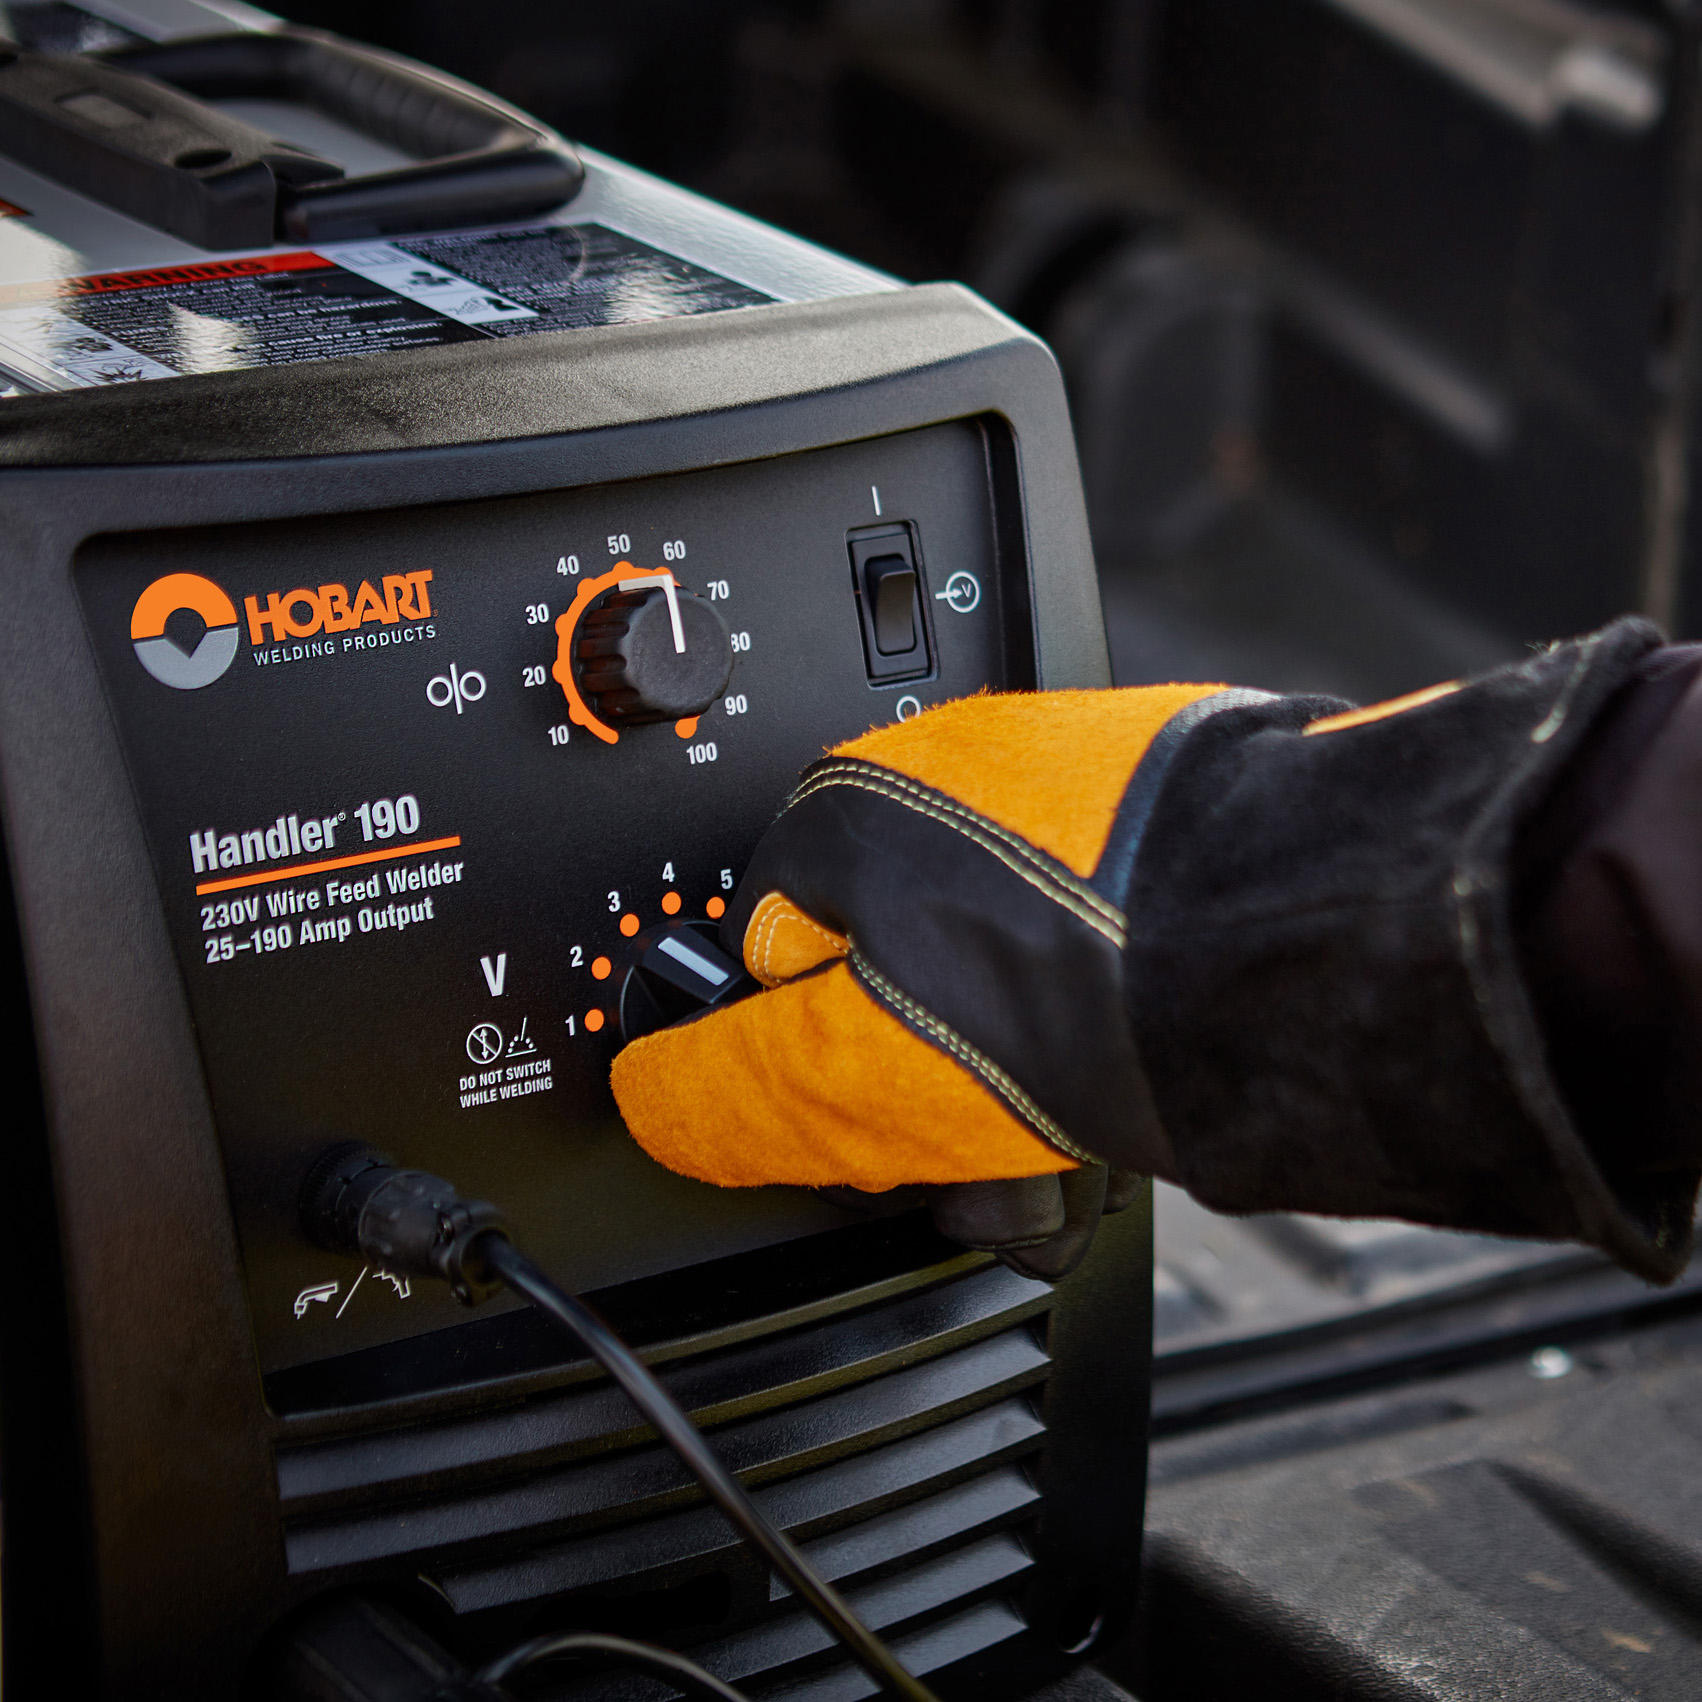 WARNING
HOBART
WELDING PRODUCTS
10
20
30
40
50
60
70
80
90
100
I
V
O
Handler® 190
230V Wire Feed Welder
25–190 Amp Output
V
1
2
3
4
5
DO NOT SWITCH
WHILE WELDING